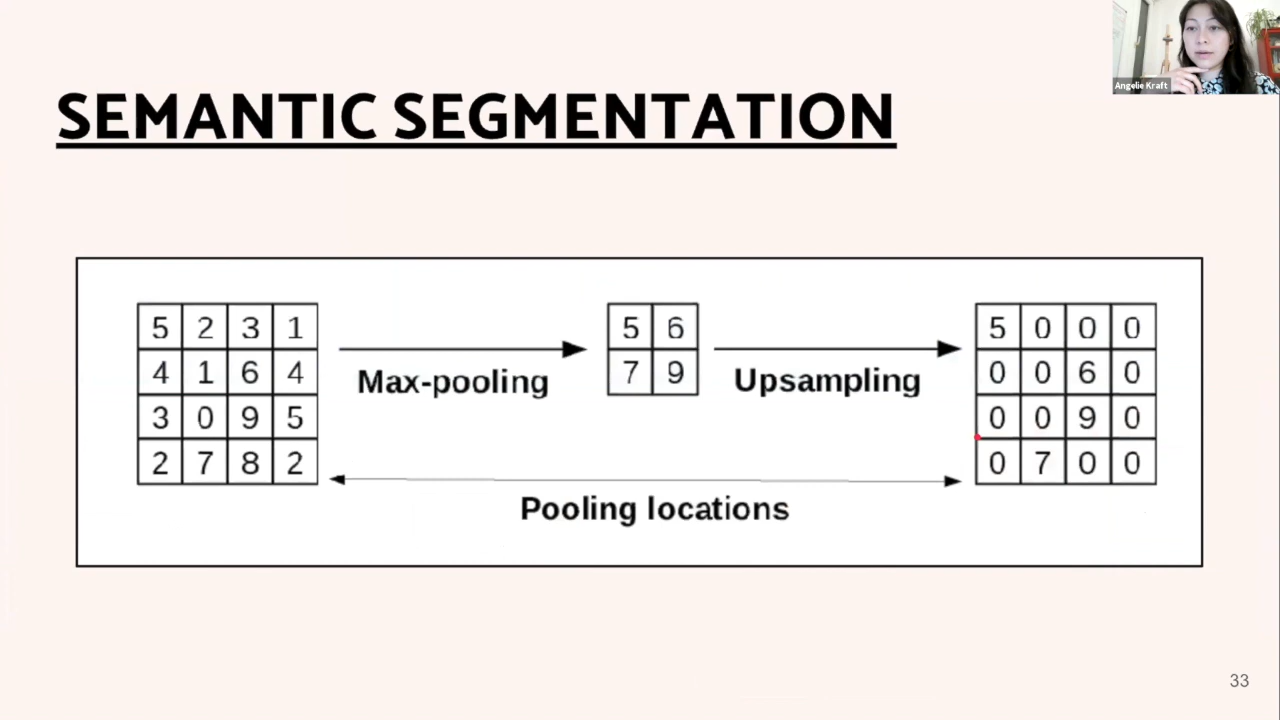 Angelie Kraft
SEMANTIC SEGMENTATION
5 2 3 1
4 1 6 4
3 0 9 5
2 7 8 2
Max-pooling
5 6
7 9
Upsampling
5 0 0 0
0 0 6 0
0 0 9 0
0 7 0 0
Pooling locations
33